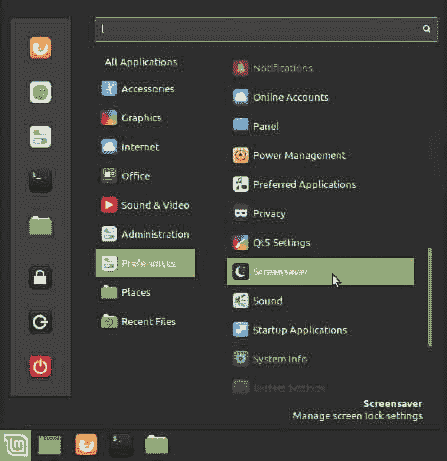 All Applications
Accessories
Graphics
Internet
Office
Sound & Video
Administration
Preferences
Places
Recent Files
Notifications
Online Accounts
Panel
Power Management
Preferred Applications
Privacy
Qt5 Settings
Screensaver
Sound
Startup Applications
System Info
Screensaver
Manage screen lock settings